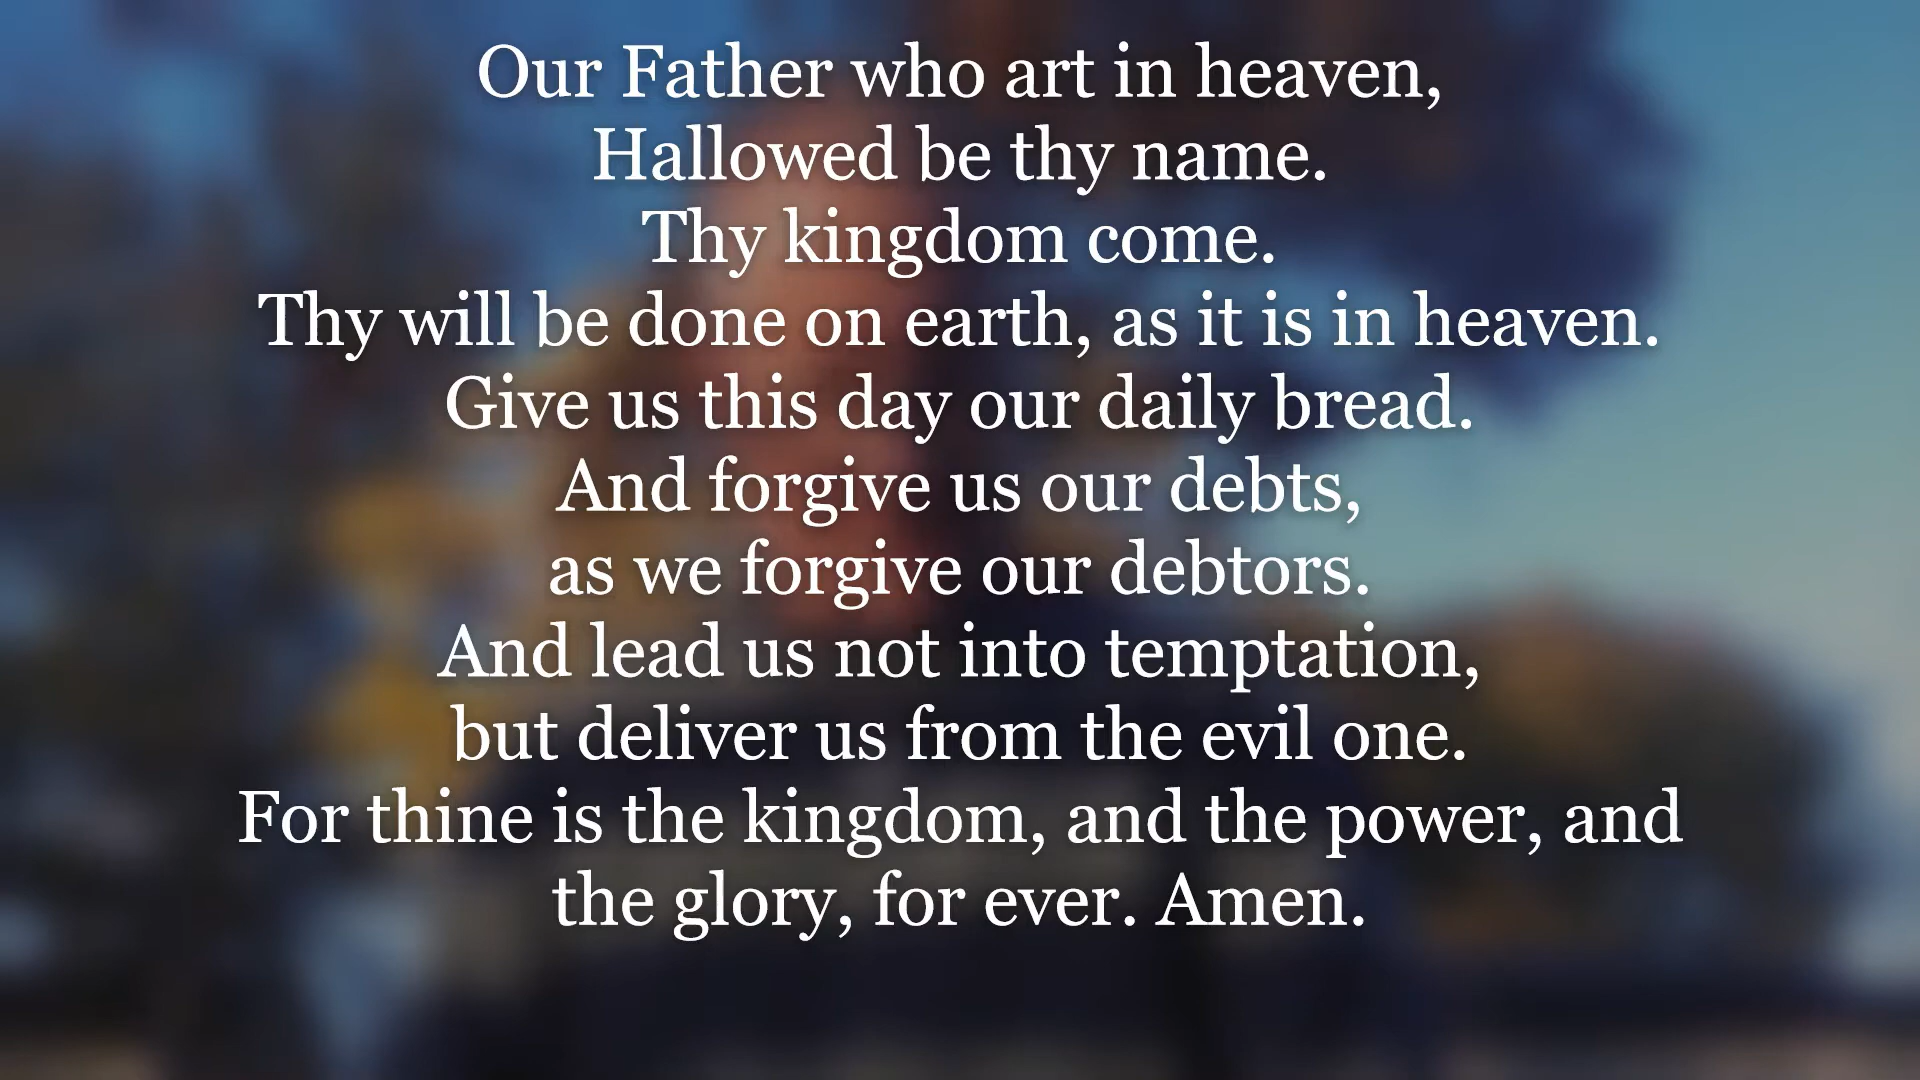 Our Father who art in heaven,
Hallowed be thy name.
Thy kingdom come.
Thy will be done on earth, as it is in heaven.
Give us this day our daily bread.
And forgive us our debts,
as we forgive our debtors.
And lead us not into temptation,
but deliver us from the evil one.
For thine is the kingdom, and the power, and
the glory, for ever. Amen.